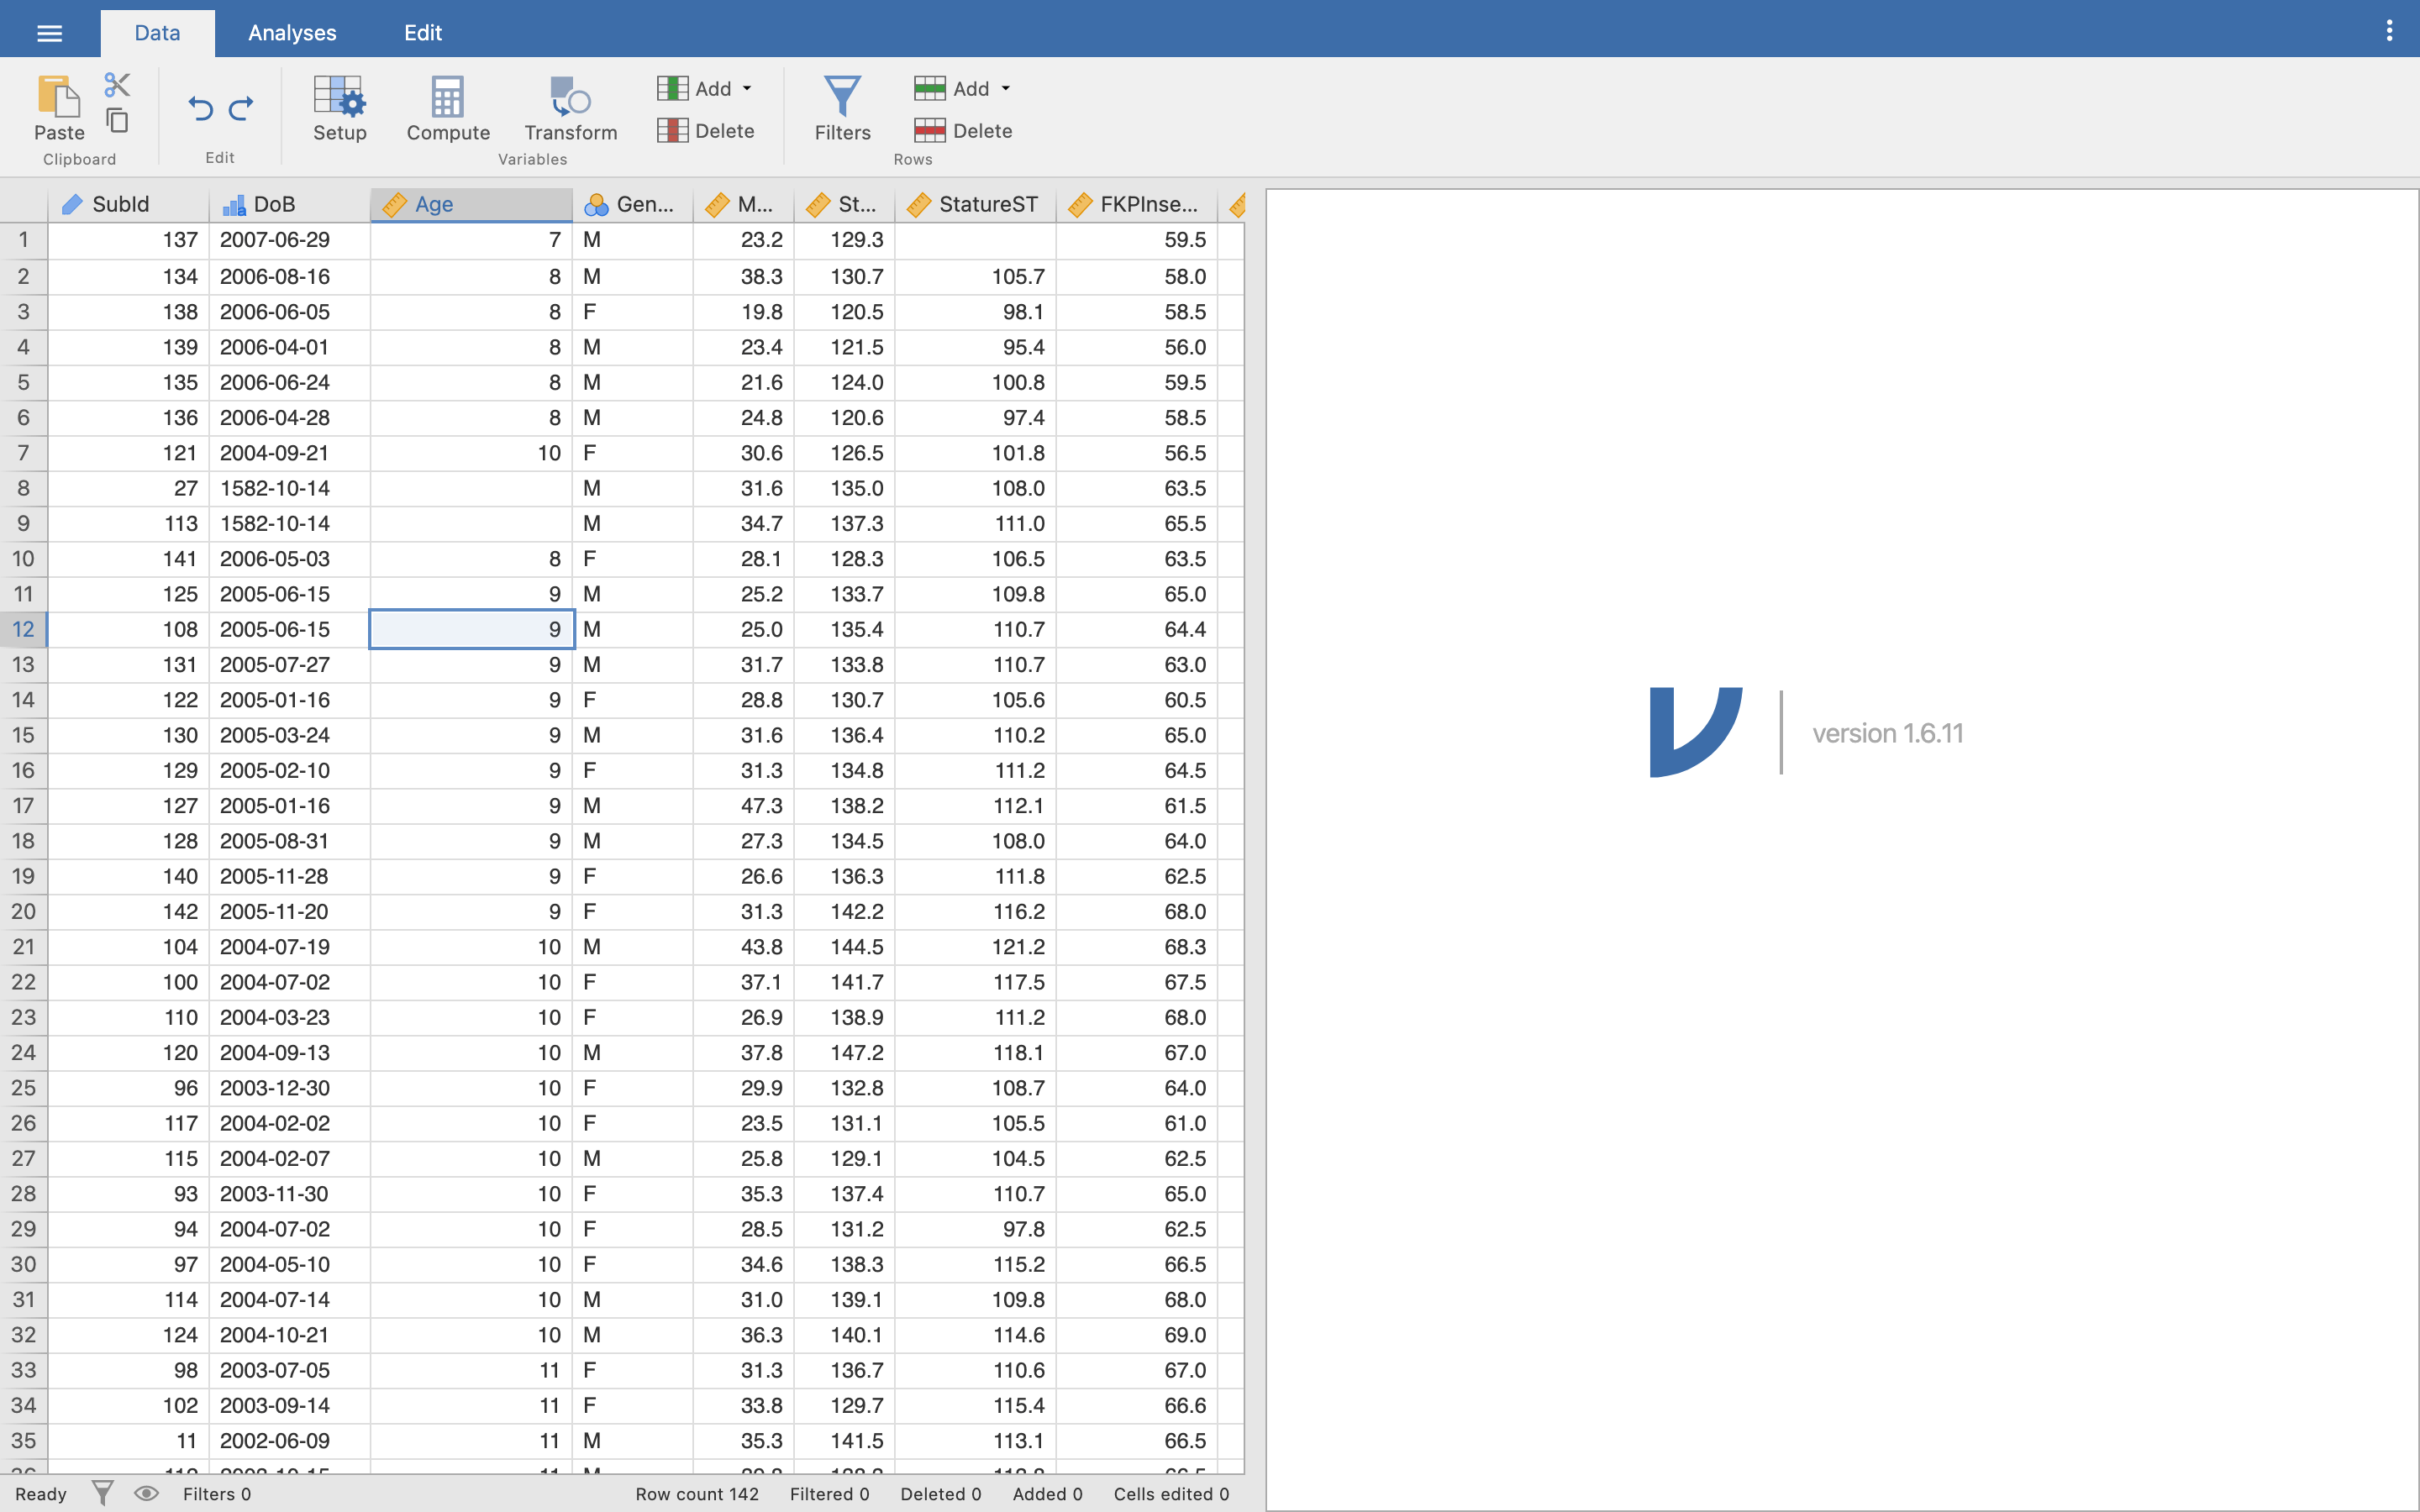 Data Analyses Edit
Paste Setup Compute Transform Add Delete Filters Add Delete
Clipboard Edit Variables Rows
SubId DoB Age Gen... M... St... StatureST FKPInse...
1 137 2007-06-29 7 M 23.2 129.3 59.5
2 134 2006-08-16 8 M 38.3 130.7 105.7 58.0
3 138 2006-06-05 8 F 19.8 120.5 98.1 58.5
4 139 2006-04-01 8 M 23.4 121.5 95.4 56.0
5 135 2006-06-24 8 M 21.6 124.0 100.8 59.5
6 136 2006-04-28 8 M 24.8 120.6 97.4 58.5
7 121 2004-09-21 10 F 30.6 126.5 101.8 56.5
8 27 1582-10-14 M 31.6 135.0 108.0 63.5
9 113 1582-10-14 M 34.7 137.3 111.0 65.5
10 141 2006-05-03 8 F 28.1 128.3 106.5 63.5
11 125 2005-06-15 9 M 25.2 133.7 109.8 65.0
12 108 2005-06-15 9 M 25.0 135.4 110.7 64.4
13 131 2005-07-27 9 M 31.7 133.8 110.7 63.0
14 122 2005-01-16 9 F 28.8 130.7 105.6 60.5
15 130 2005-03-24 9 M 31.6 136.4 110.2 65.0
16 129 2005-02-10 9 F 31.3 134.8 111.2 64.5
17 127 2005-01-16 9 M 47.3 138.2 112.1 61.5
18 128 2005-08-31 9 M 27.3 134.5 108.0 64.0
19 140 2005-11-28 9 F 26.6 136.3 111.8 62.5
20 142 2005-11-20 9 F 31.3 142.2 116.2 68.0
21 104 2004-07-19 10 M 43.8 144.5 121.2 68.3
22 100 2004-07-02 10 F 37.1 141.7 117.5 67.5
23 110 2004-03-23 10 F 26.9 138.9 111.2 68.0
24 120 2004-09-13 10 M 37.8 147.2 118.1 67.0
25 96 2003-12-30 10 F 29.9 132.8 108.7 64.0
26 117 2004-02-02 10 F 23.5 131.1 105.5 61.0
27 115 2004-02-07 10 M 25.8 129.1 104.5 62.5
28 93 2003-11-30 10 F 35.3 137.4 110.7 65.0
29 94 2004-07-02 10 F 28.5 131.2 97.8 62.5
30 97 2004-05-10 10 F 34.6 138.3 115.2 66.5
31 114 2004-07-14 10 M 31.0 139.1 109.8 68.0
32 124 2004-10-21 10 M 36.3 140.1 114.6 69.0
33 98 2003-07-05 11 F 31.3 136.7 110.6 67.0
34 102 2003-09-14 11 F 33.8 129.7 115.4 66.6
35 11 2002-06-09 11 M 35.3 141.5 113.1 66.5
Ready Filters 0 Row count 142 Filtered 0 Deleted 0 Added 0 Cells edited 0
version 1.6.11